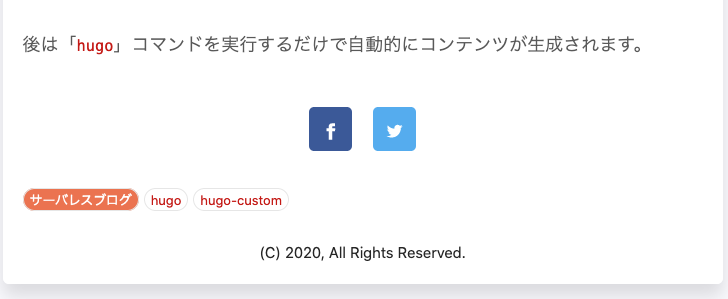 後は「hugo」コマンドを実行するだけで自動的にコンテンツが生成されます。
サーバレスブログ hugo hugo-custom
(C) 2020, All Rights Reserved.